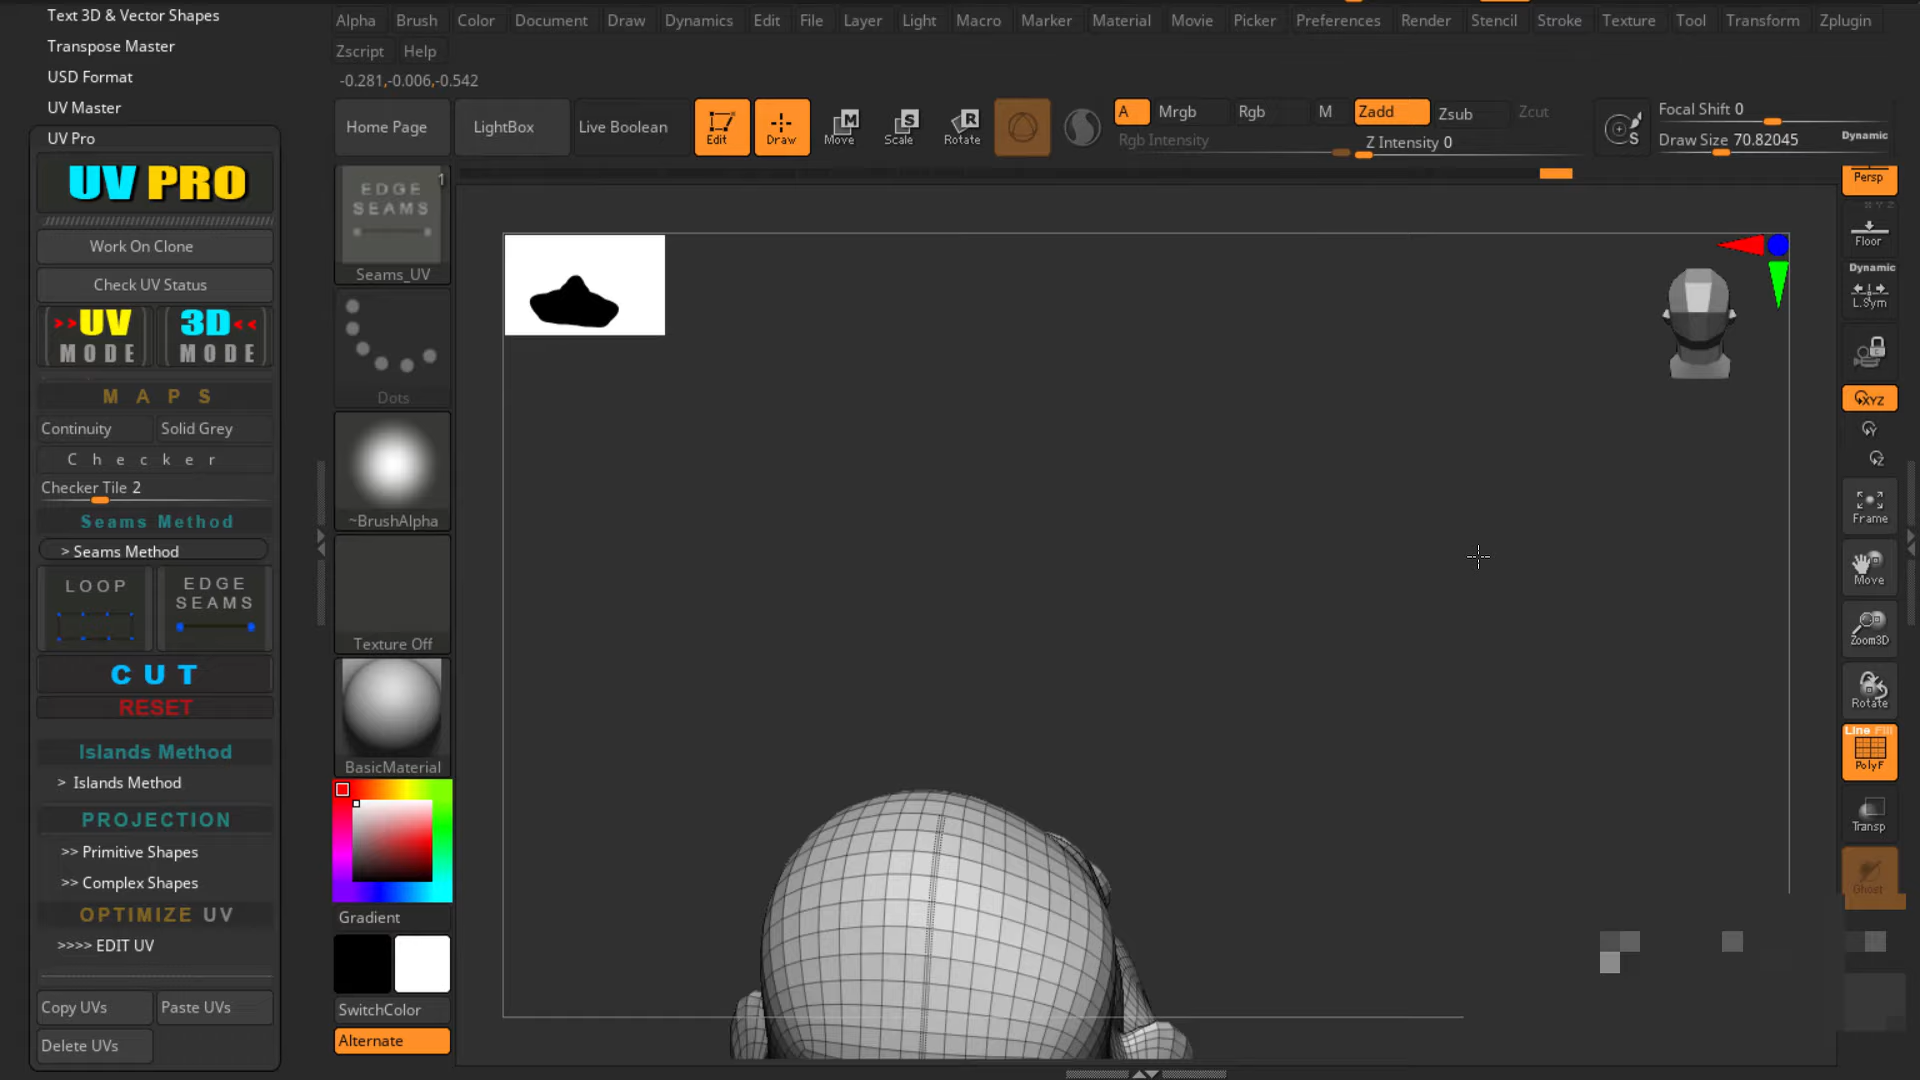 Text 3D & Vector Shapes
Transpose Master
USD Format
UV Master
UV Pro
UV PRO
Work On Clone
Check UV Status
>>UV MODE
3D<< MODE
MAPS
Continuity Solid Grey
Checker
Checker Tile 2
Seams Method
> Seams Method
LOOP
EDGE SEAMS
CUT
RESET
Islands Method
> Islands Method
PROJECTION
>> Primitive Shapes
>> Complex Shapes
OPTIMIZE UV
>>>> EDIT UV
Copy UVs Paste UVs
Delete UVs
Alpha Brush Color Document Draw Dynamics Edit File Layer Light Macro Marker Material Movie Picker Preferences Render Stencil Stroke Texture Tool Transform Zplugin
Zscript Help
-0.281,-0.006,-0.542
Home Page LightBox Live Boolean Edit Draw Move Scale Rotate
M S R
A Mrgb Rgb M Zadd Zsub Zcut
Rgb Intensity Z Intensity 0
S
Focal Shift 0
Draw Size 70.82045 Dynamic
EDGE SEAMS 1
Seams_UV
Dots
~BrushAlpha
Texture Off
BasicMaterial
Gradient
SwitchColor
Alternate
Persp
X Y Z
Floor
Dynamic
L.Sym
XYZ
Y
Z
Frame
Move
Zoom3D
Rotate
Line Fill
PolyF
Transp
Ghost